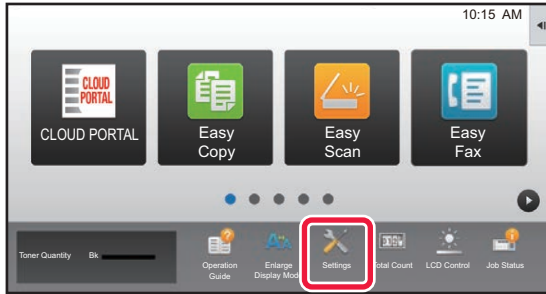 10:15 AM
CLOUD
PORTAL
CLOUD PORTAL
Easy
Copy
Easy
Scan
Easy
Fax
Toner Quantity Bk
Operation
Guide
Enlarge
Display Mode
Settings
Total Count
LCD Control
Job Status